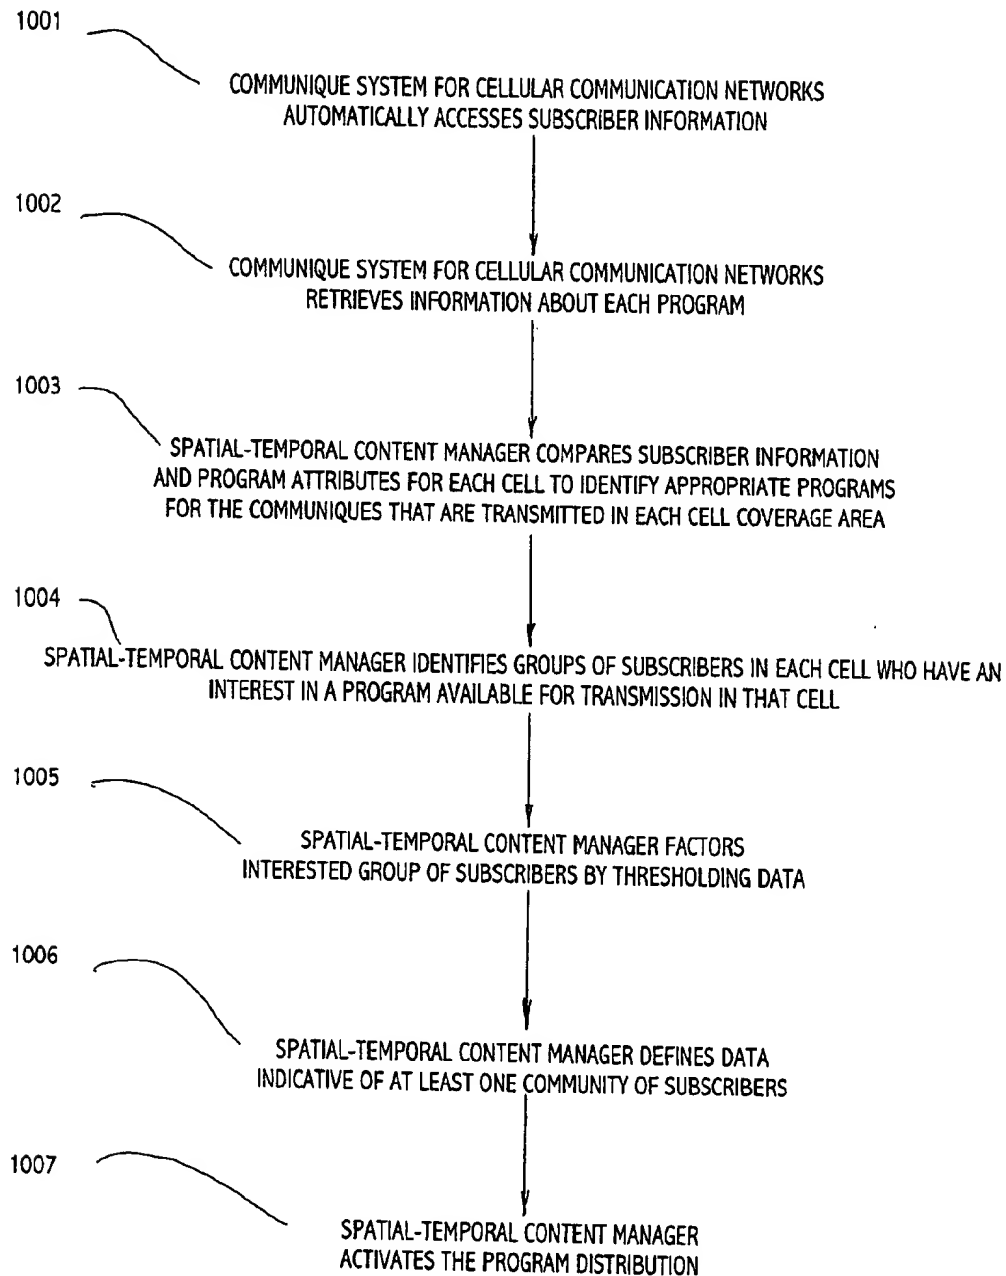 1001
COMMUNIQUE SYSTEM FOR CELLULAR COMMUNICATION NETWORKS
AUTOMATICALLY ACCESSES SUBSCRIBER INFORMATION
1002
COMMUNIQUE SYSTEM FOR CELLULAR COMMUNICATION NETWORKS
RETRIEVES INFORMATION ABOUT EACH PROGRAM
1003
SPATIAL-TEMPORAL CONTENT MANAGER COMPARES SUBSCRIBER INFORMATION
AND PROGRAM ATTRIBUTES FOR EACH CELL TO IDENTIFY APPROPRIATE PROGRAMS
FOR THE COMMUNIQUES THAT ARE TRANSMITTED IN EACH CELL COVERAGE AREA
1004
SPATIAL-TEMPORAL CONTENT MANAGER IDENTIFIES GROUPS OF SUBSCRIBERS IN EACH CELL WHO HAVE AN
INTEREST IN A PROGRAM AVAILABLE FOR TRANSMISSION IN THAT CELL
1005
SPATIAL-TEMPORAL CONTENT MANAGER FACTORS
INTERESTED GROUP OF SUBSCRIBERS BY THRESHOLDING DATA
1006
SPATIAL-TEMPORAL CONTENT MANAGER DEFINES DATA
INDICATIVE OF AT LEAST ONE COMMUNITY OF SUBSCRIBERS
1007
SPATIAL-TEMPORAL CONTENT MANAGER
ACTIVATES THE PROGRAM DISTRIBUTION